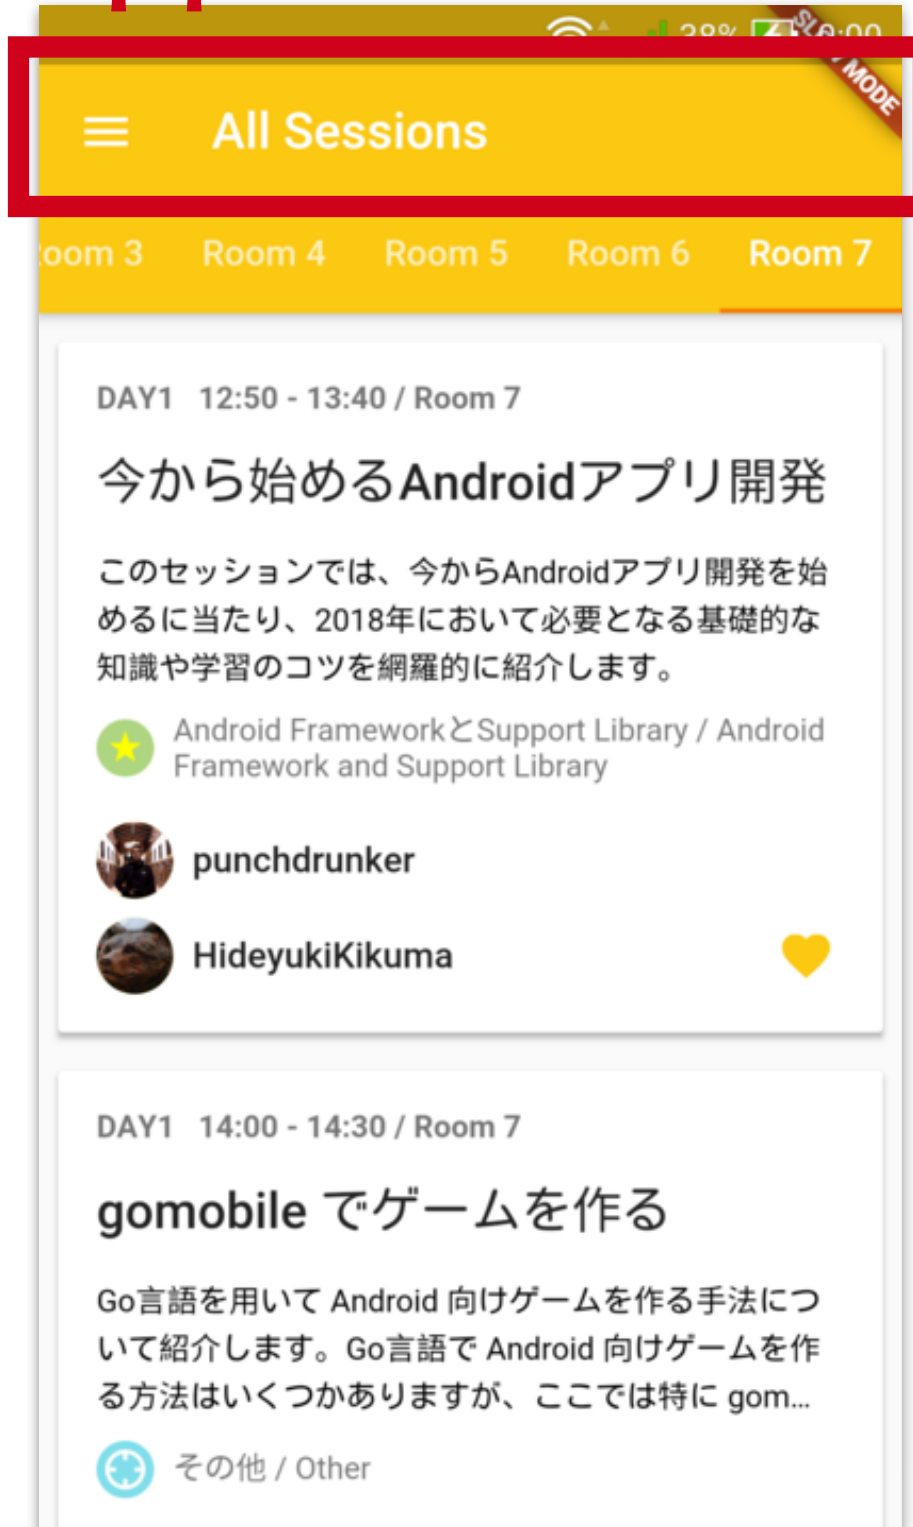 38%
0:00
SLOW MODE
All Sessions
Room 3 Room 4 Room 5 Room 6 Room 7
DAY1 12:50 - 13:40 / Room 7
今から始めるAndroidアプリ開発
このセッションでは、今からAndroidアプリ開発を始
めるに当たり、2018年において必要となる基礎的な
知識や学習のコツを網羅的に紹介します。
Android FrameworkとSupport Library / Android
Framework and Support Library
punchdrunker
HideyukiKikuma
DAY1 14:00 - 14:30 / Room 7
gomobile でゲームを作る
Go言語を用いて Android 向けゲームを作る手法につ
いて紹介します。Go言語で Android 向けゲームを作
る方法はいくつかありますが、ここでは特に gom...
その他 / Other